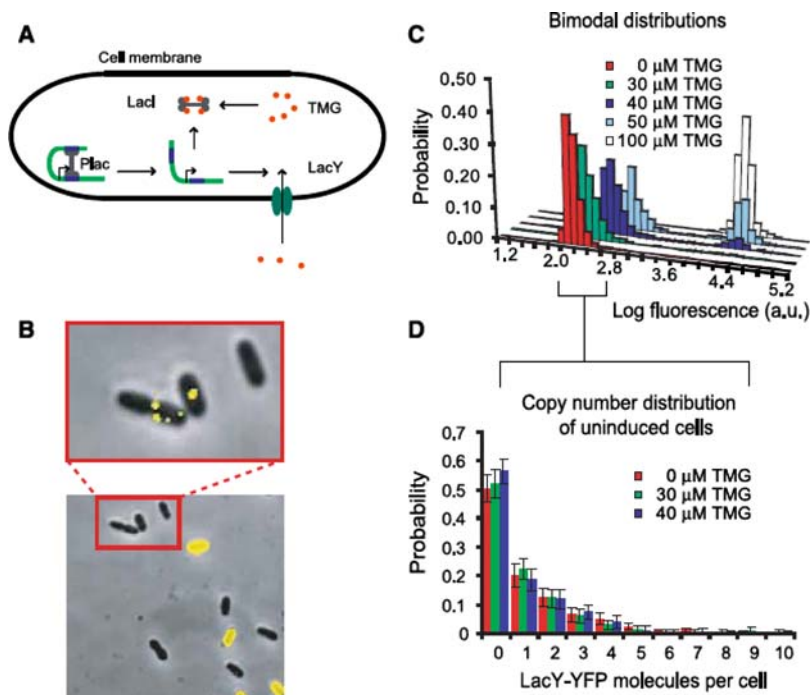 A
Cell membrane
LacI
TMG
Plac
LacY
B
C
Bimodal distributions
0 μM TMG
30 μM TMG
40 μM TMG
50 μM TMG
100 μM TMG
Probability
0.50
0.40
0.30
0.20
0.10
0.00
1.2
2.0
2.8
3.6
4.4
5.2
Log fluorescence (a.u.)
D
Copy number distribution
of uninduced cells
0 μM TMG
30 μM TMG
40 μM TMG
Probability
0.7
0.6
0.5
0.4
0.3
0.2
0.1
0
0 1 2 3 4 5 6 7 8 9 10
LacY-YFP molecules per cell